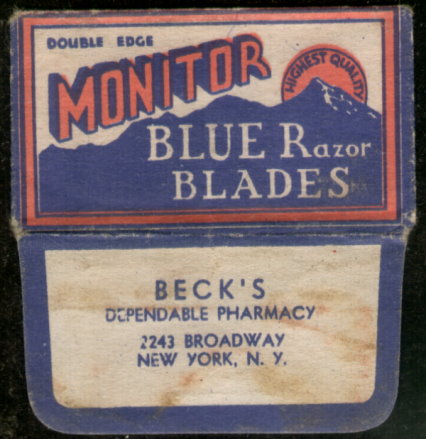 DOUBLE EDGE
MONITOR
HIGHEST QUALITY
BLUE Razor
BLADES
BECK'S
DEPENDABLE PHARMACY
2243 BROADWAY
NEW YORK, N. Y.